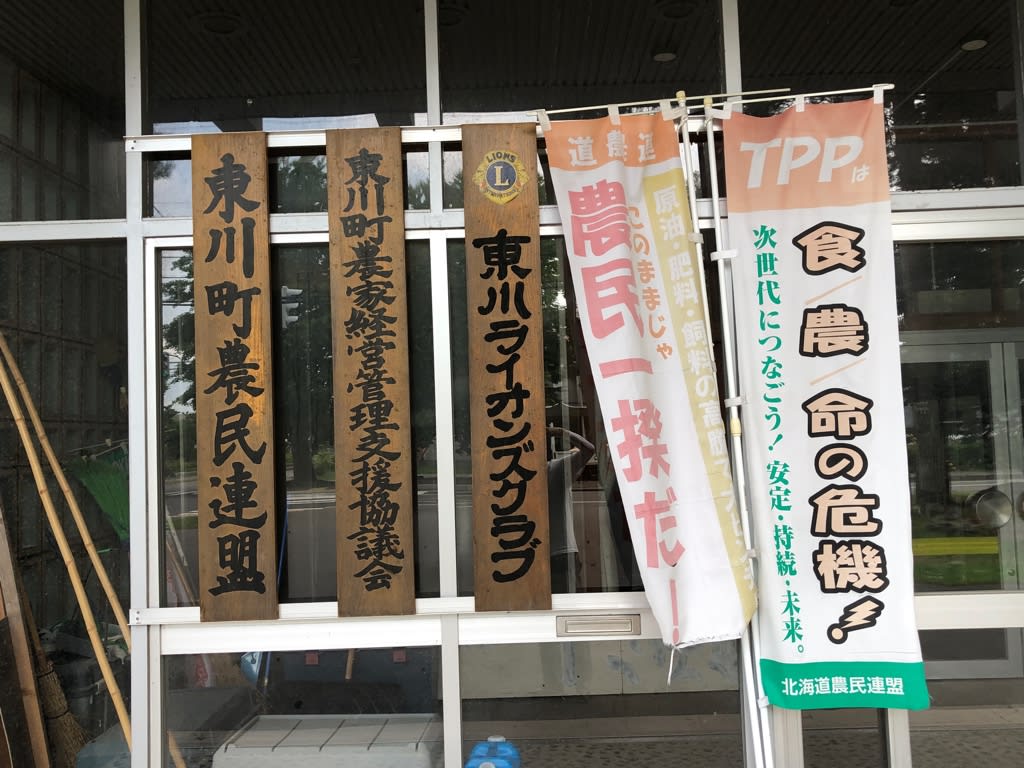 東川町農民連盟
東川町農家経営管理支援協議会
LIONS
L
東川ライオンズクラブ
道農連
農民一揆だ！
このままじゃ
原油・肥料・飼料の高騰
TPPは
食/農/命の危機!
次世代につなごう！安定・持続・未来。
北海道農民連盟